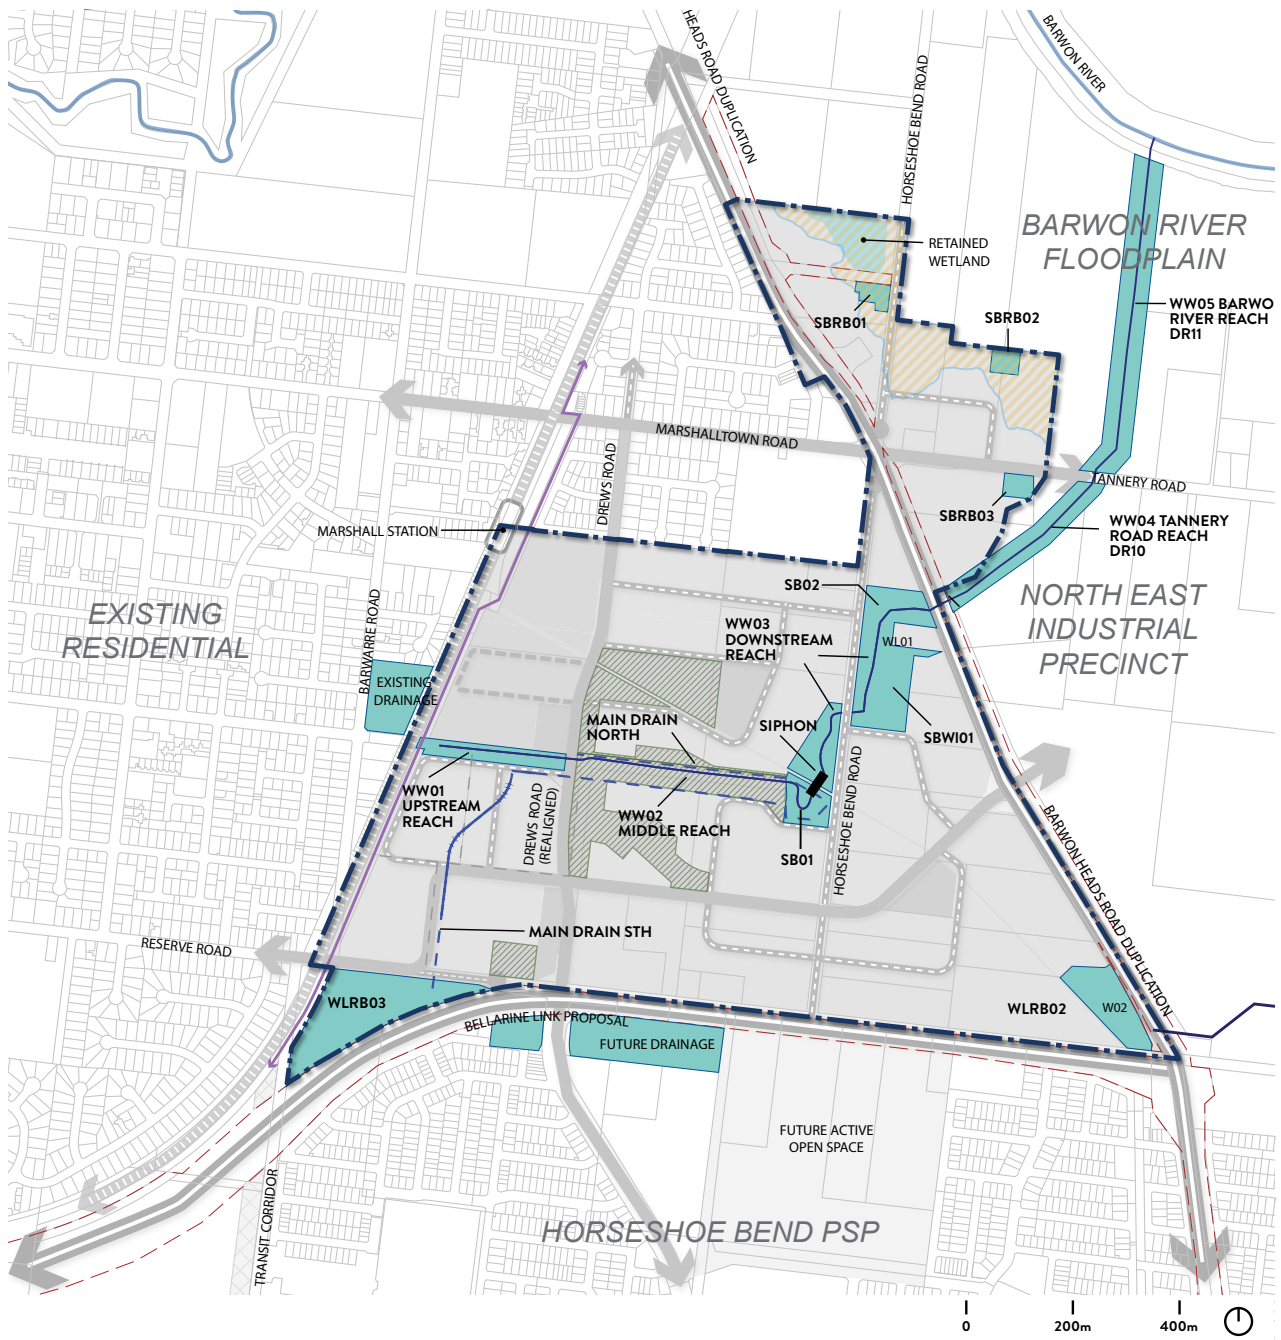 HEADS ROAD DUPLICATION
BARWON RIVER
HORSESHOE BEND ROAD
BARWON RIVER
FLOODPLAIN
RETAINED
WETLAND
WW05 BARWO
RIVER REACH
DR11
SBRB01
SBRB02
MARSHALLTOWN ROAD
DREWS ROAD
TANNERY ROAD
SBRB03
WW04 TANNERY
ROAD REACH
DR10
MARSHALL STATION
EXISTING
RESIDENTIAL
BARWARRE ROAD
SB02
NORTH EAST
INDUSTRIAL
PRECINCT
WW03
DOWNSTREAM
REACH
WL01
EXISTING
DRAINAGE
MAIN DRAIN
NORTH
SIPHON
SBWI01
WW01
UPSTREAM
REACH
DREWS ROAD
(REALIGNED)
WW02
MIDDLE REACH
SB01
HORSESHOE BEND ROAD
BARWON HEADS ROAD DUPLICATION
MAIN DRAIN STH
RESERVE ROAD
WLRB03
WLRB02
W02
BELLARINE LINK PROPOSAL
FUTURE DRAINAGE
FUTURE ACTIVE
OPEN SPACE
TRANSIT CORRIDOR
HORSESHOE BEND PSP
0
200m
400m